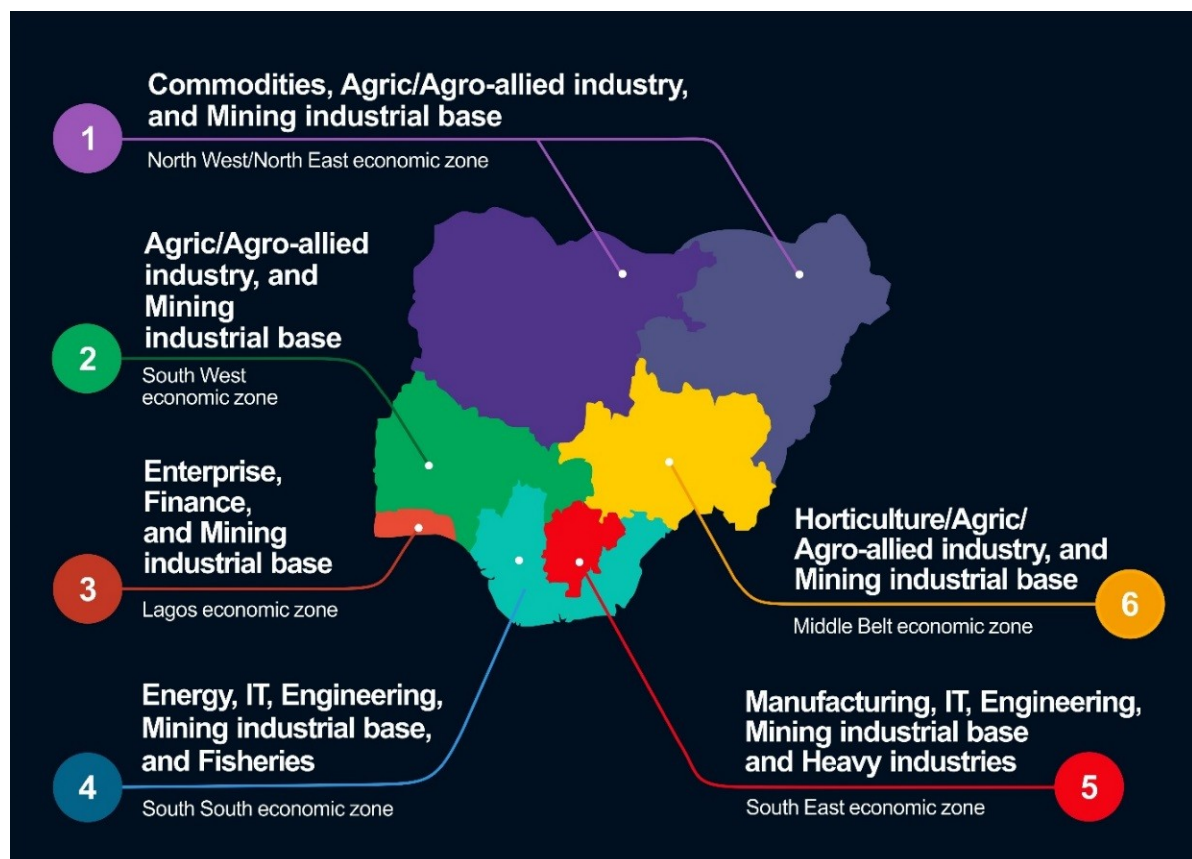 1
Commodities, Agric/Agro-allied industry,
and Mining industrial base
North West/North East economic zone
2
Agric/Agro-allied
industry, and
Mining
industrial base
South West
economic zone
3
Enterprise,
Finance,
and Mining
industrial base
Lagos economic zone
4
Energy, IT, Engineering,
Mining industrial base,
and Fisheries
South South economic zone
Horticulture/Agric/
Agro-allied industry, and
Mining industrial base
6
Middle Belt economic zone
Manufacturing, IT, Engineering,
Mining industrial base
and Heavy industries
5
South East economic zone